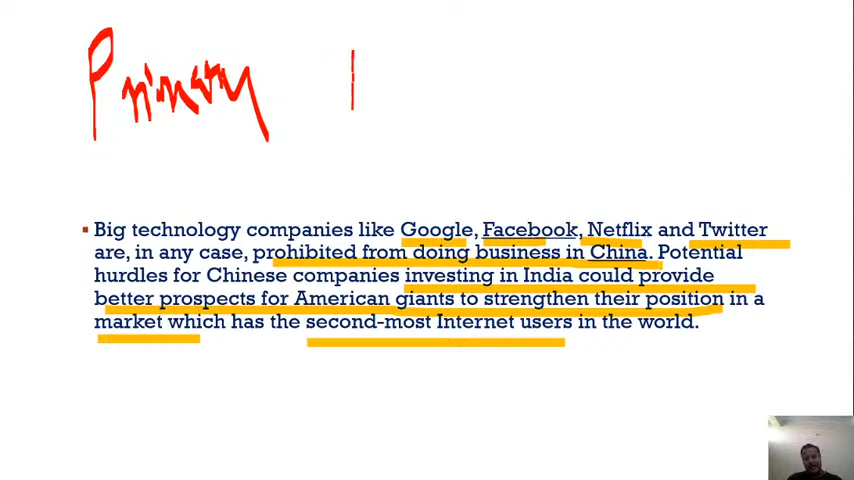 Primary
▪ Big technology companies like Google, Facebook, Netflix and Twitter
are, in any case, prohibited from doing business in China. Potential
hurdles for Chinese companies investing in India could provide
better prospects for American giants to strengthen their position in a
market which has the second-most Internet users in the world.